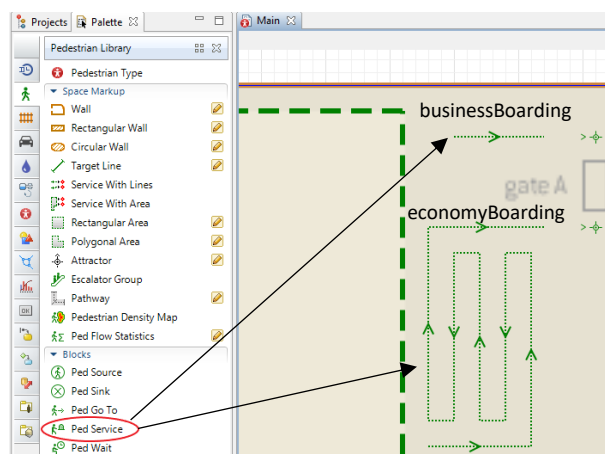 Projects Palette
Pedestrian Library
Pedestrian Type
Space Markup
Wall
Rectangular Wall
Circular Wall
Target Line
Service With Lines
Service With Area
Rectangular Area
Polygonal Area
Attractor
Escalator Group
Pathway
Pedestrian Density Map
Ped Flow Statistics
Blocks
Ped Source
Ped Sink
Ped Go To
Ped Service
Ped Wait
OK
Main
businessBoarding
gate A
economyBoarding